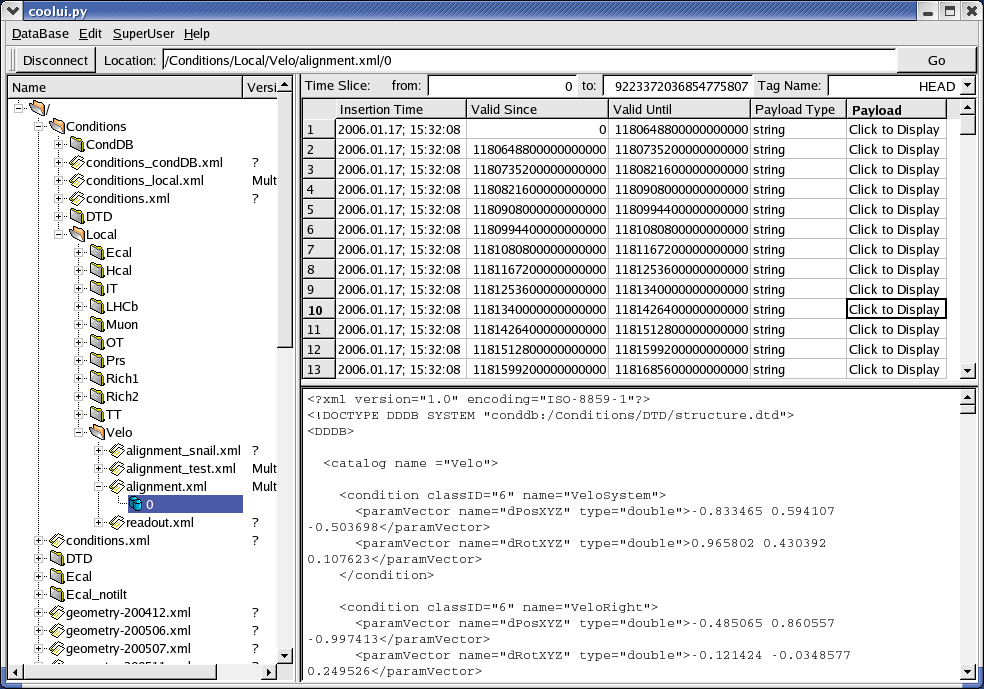 coolui.py
DataBase Edit SuperUser Help
Disconnect Location: /Conditions/Local/Velo/alignment.xml/0 Go
Name Versi
/
Conditions
CondDB
conditions_condDB.xml ?
conditions_local.xml Mult
conditions.xml ?
DTD
Local
Ecal
Hcal
IT
LHCb
Muon
OT
Prs
Rich1
Rich2
TT
Velo
alignment_snail.xml ?
alignment_test.xml Mult
alignment.xml Mult
0
readout.xml ?
conditions.xml ?
DTD
Ecal
Ecal_notilt
geometry-200412.xml ?
geometry-200506.xml ?
geometry-200507.xml ?
Time Slice: from: 0 to: 9223372036854775807 Tag Name: HEAD
Insertion Time Valid Since Valid Until Payload Type Payload
1 2006.01.17; 15:32:08 0 1180648800000000000 string Click to Display
2 2006.01.17; 15:32:08 1180648800000000000 1180735200000000000 string Click to Display
3 2006.01.17; 15:32:08 1180735200000000000 1180821600000000000 string Click to Display
4 2006.01.17; 15:32:08 1180821600000000000 1180908000000000000 string Click to Display
5 2006.01.17; 15:32:08 1180908000000000000 1180994400000000000 string Click to Display
6 2006.01.17; 15:32:08 1180994400000000000 1181080800000000000 string Click to Display
7 2006.01.17; 15:32:08 1181080800000000000 1181167200000000000 string Click to Display
8 2006.01.17; 15:32:08 1181167200000000000 1181253600000000000 string Click to Display
9 2006.01.17; 15:32:08 1181253600000000000 1181340000000000000 string Click to Display
10 2006.01.17; 15:32:08 1181340000000000000 1181426400000000000 string Click to Display
11 2006.01.17; 15:32:08 1181426400000000000 1181512800000000000 string Click to Display
12 2006.01.17; 15:32:08 1181512800000000000 1181599200000000000 string Click to Display
13 2006.01.17; 15:32:08 1181599200000000000 1181685600000000000 string Click to Display
<?xml version="1.0" encoding="ISO-8859-1"?>
<!DOCTYPE DDDB SYSTEM "conddb:/Conditions/DTD/structure.dtd">
<DDDB>
<catalog name ="Velo">
<condition classID="6" name="VeloSystem">
<paramVector name="dPosXYZ" type="double">-0.833465 0.594107
-0.503698</paramVector>
<paramVector name="dRotXYZ" type="double">0.965802 0.430392
0.107623</paramVector>
</condition>
<condition classID="6" name="VeloRight">
<paramVector name="dPosXYZ" type="double">-0.485065 0.860557
-0.997413</paramVector>
<paramVector name="dRotXYZ" type="double">-0.121424 -0.0348577
0.249526</paramVector>